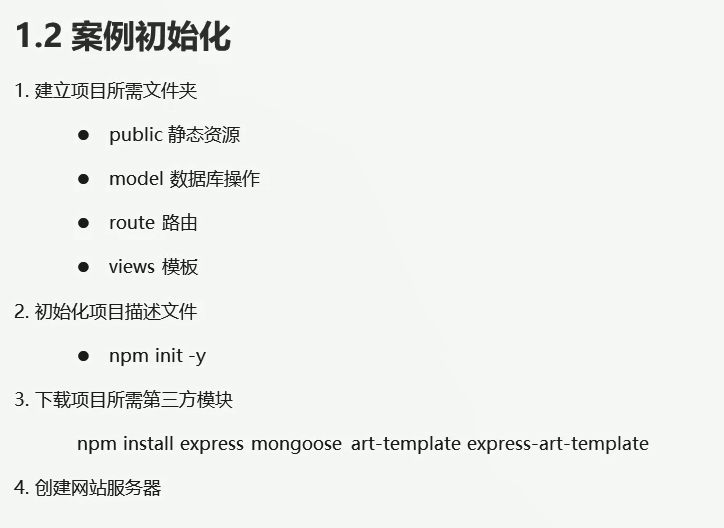 1.2 案例初始化
1. 建立项目所需文件夹
● public 静态资源
● model 数据库操作
● route 路由
● views 模板
2. 初始化项目描述文件
● npm init -y
3. 下载项目所需第三方模块
npm install express mongoose art-template express-art-template
4. 创建网站服务器